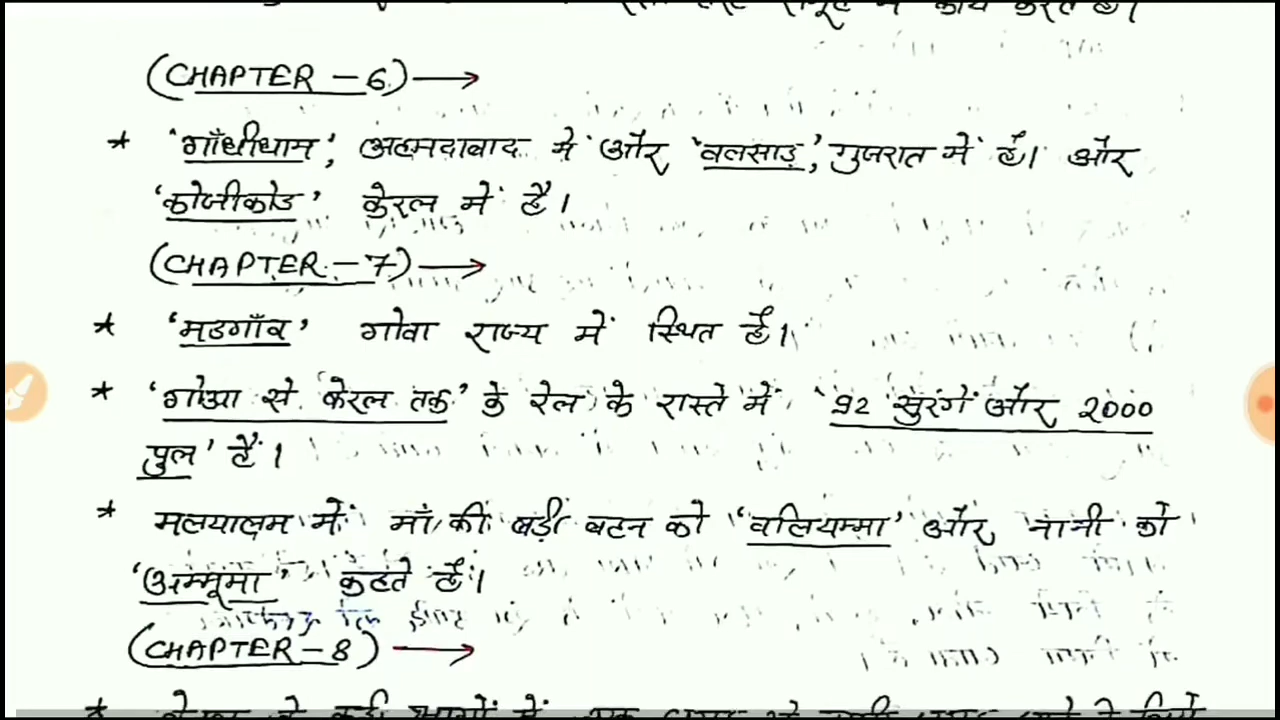 कार्य करते हैं।
(CHAPTER - 6) →
* 'गाँधीधाम', अहमदाबाद में और 'वलसाड़', गुजरात में है। और
'कोजीकोड' केरल में है।
(CHAPTER - 7) →
* 'मडगाँव' गोवा राज्य में स्थित है।
* 'गोआ से केरल तक' के रेल के रास्ते में '92 सुरंगें और 2000
पुल' हैं।
* मलयालम में माँ की बड़ी बहन को 'वलियम्मा' और नानी को
'अम्मूमा' कहते हैं।
(CHAPTER - 8) →